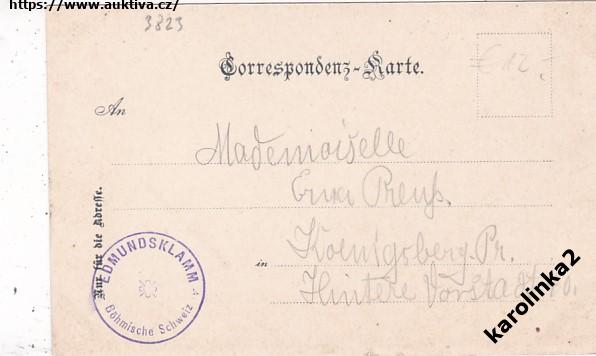 https://www.auktiva.cz/
3823
Correspondenz-Karte.
€ 12,-
An
Mademoiselle
Erna Preuß.
in Koenigsberg. Pr.
Hintere Vorstadt
Nur für die Adresse.
EDMUNDSKLAMM
Böhmische Schweiz
karolinka2